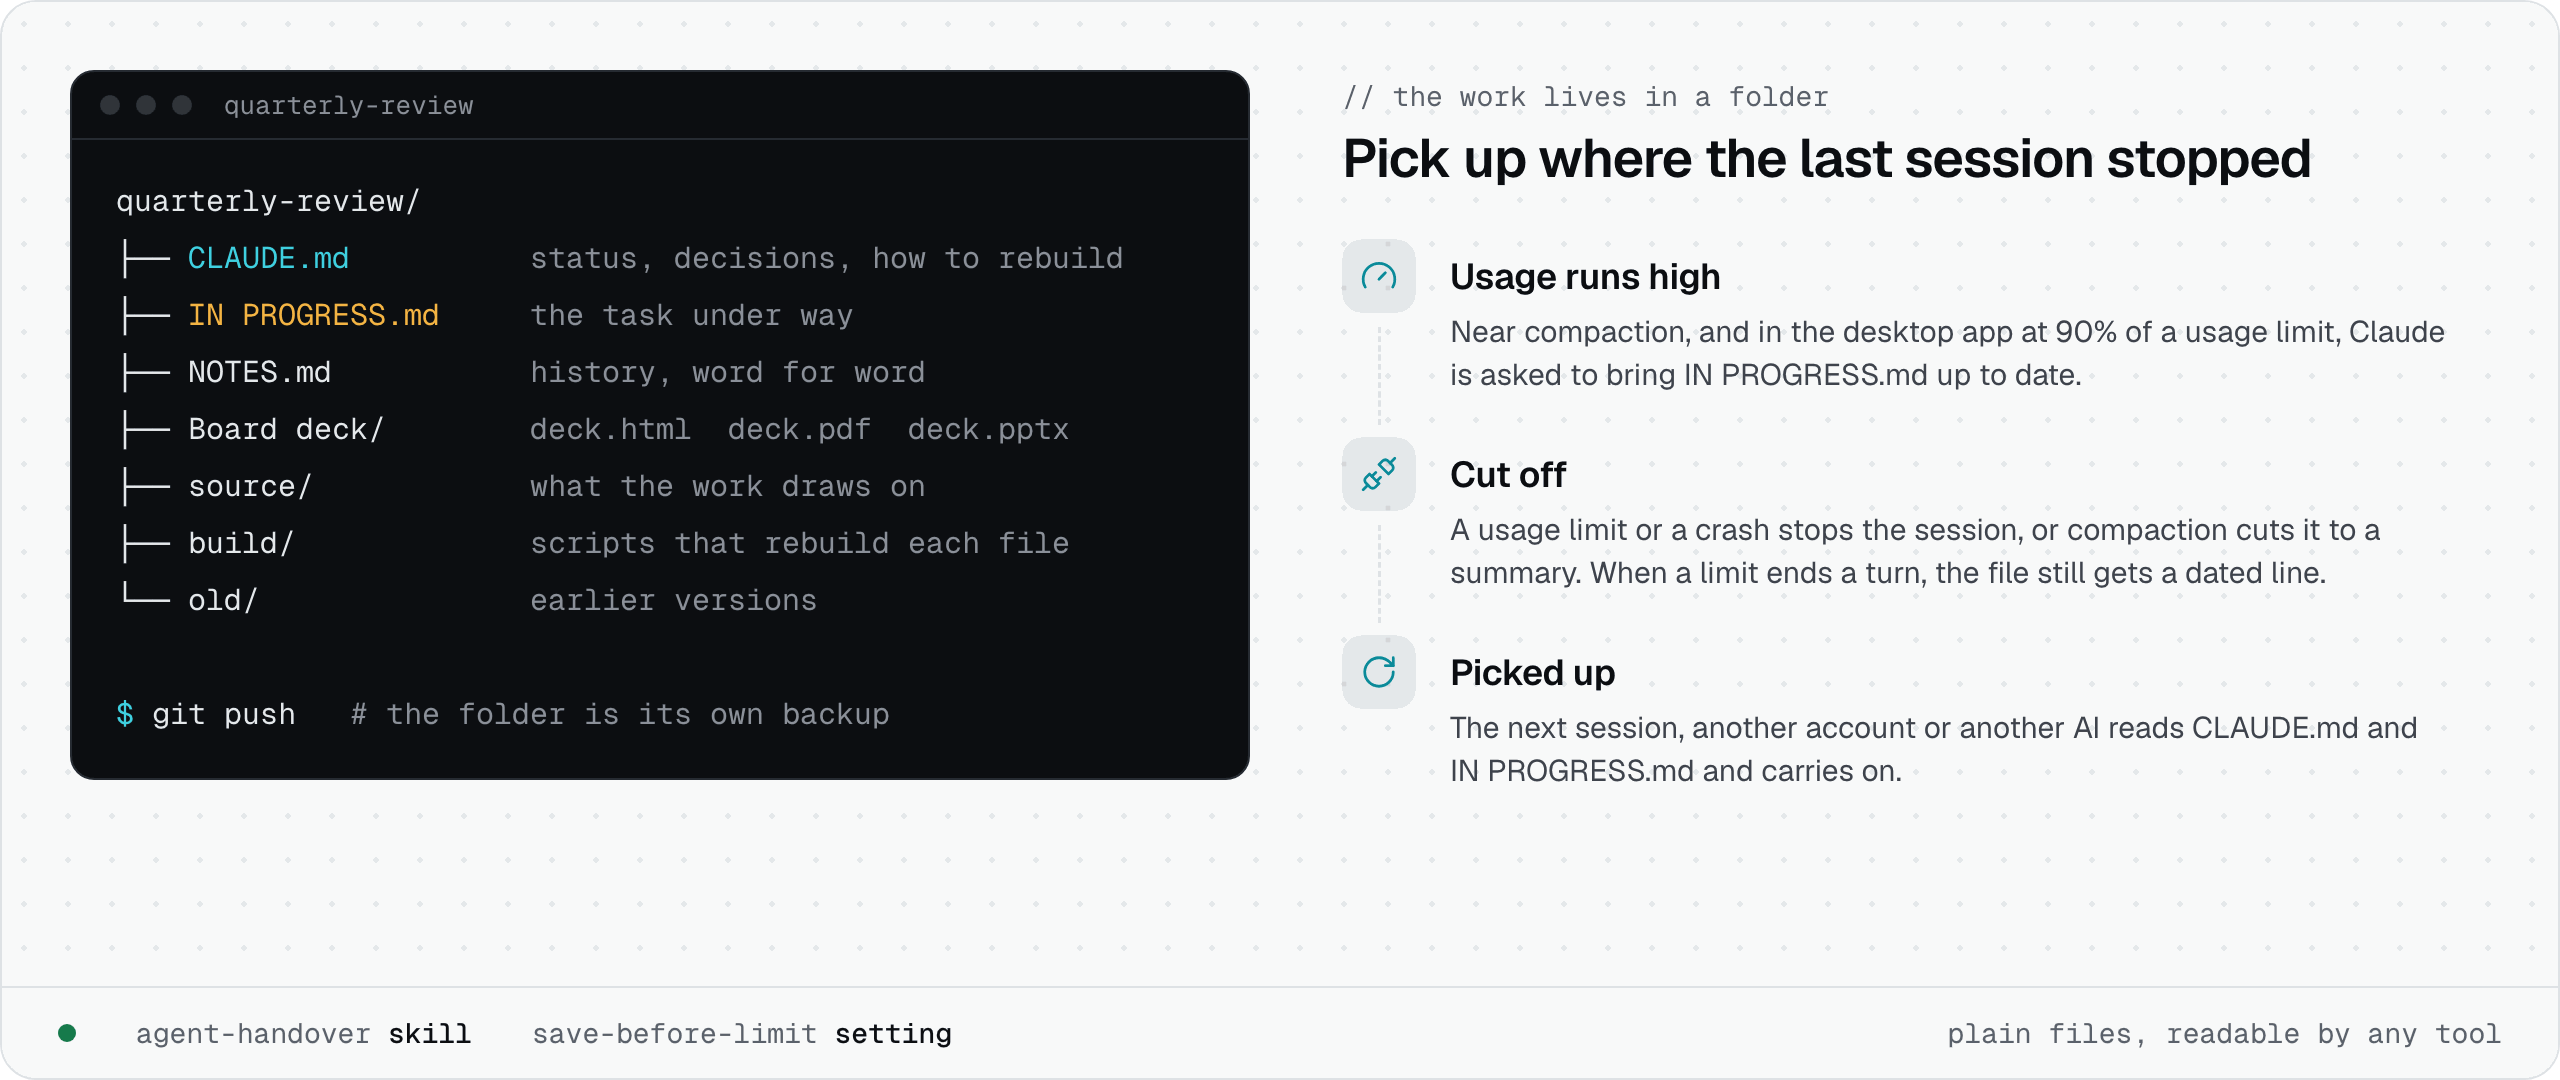 quarterly-review
quarterly-review/
├── CLAUDE.md status, decisions, how to rebuild
├── IN PROGRESS.md the task under way
├── NOTES.md history, word for word
├── Board deck/ deck.html deck.pdf deck.pptx
├── source/ what the work draws on
├── build/ scripts that rebuild each file
└── old/ earlier versions
$ git push # the folder is its own backup
// the work lives in a folder
Pick up where the last session stopped
Usage runs high
Near compaction, and in the desktop app at 90% of a usage limit, Claude
is asked to bring IN PROGRESS.md up to date.
Cut off
A usage limit or a crash stops the session, or compaction cuts it to a
summary. When a limit ends a turn, the file still gets a dated line.
Picked up
The next session, another account or another AI reads CLAUDE.md and
IN PROGRESS.md and carries on.
agent-handover skill save-before-limit setting
plain files, readable by any tool